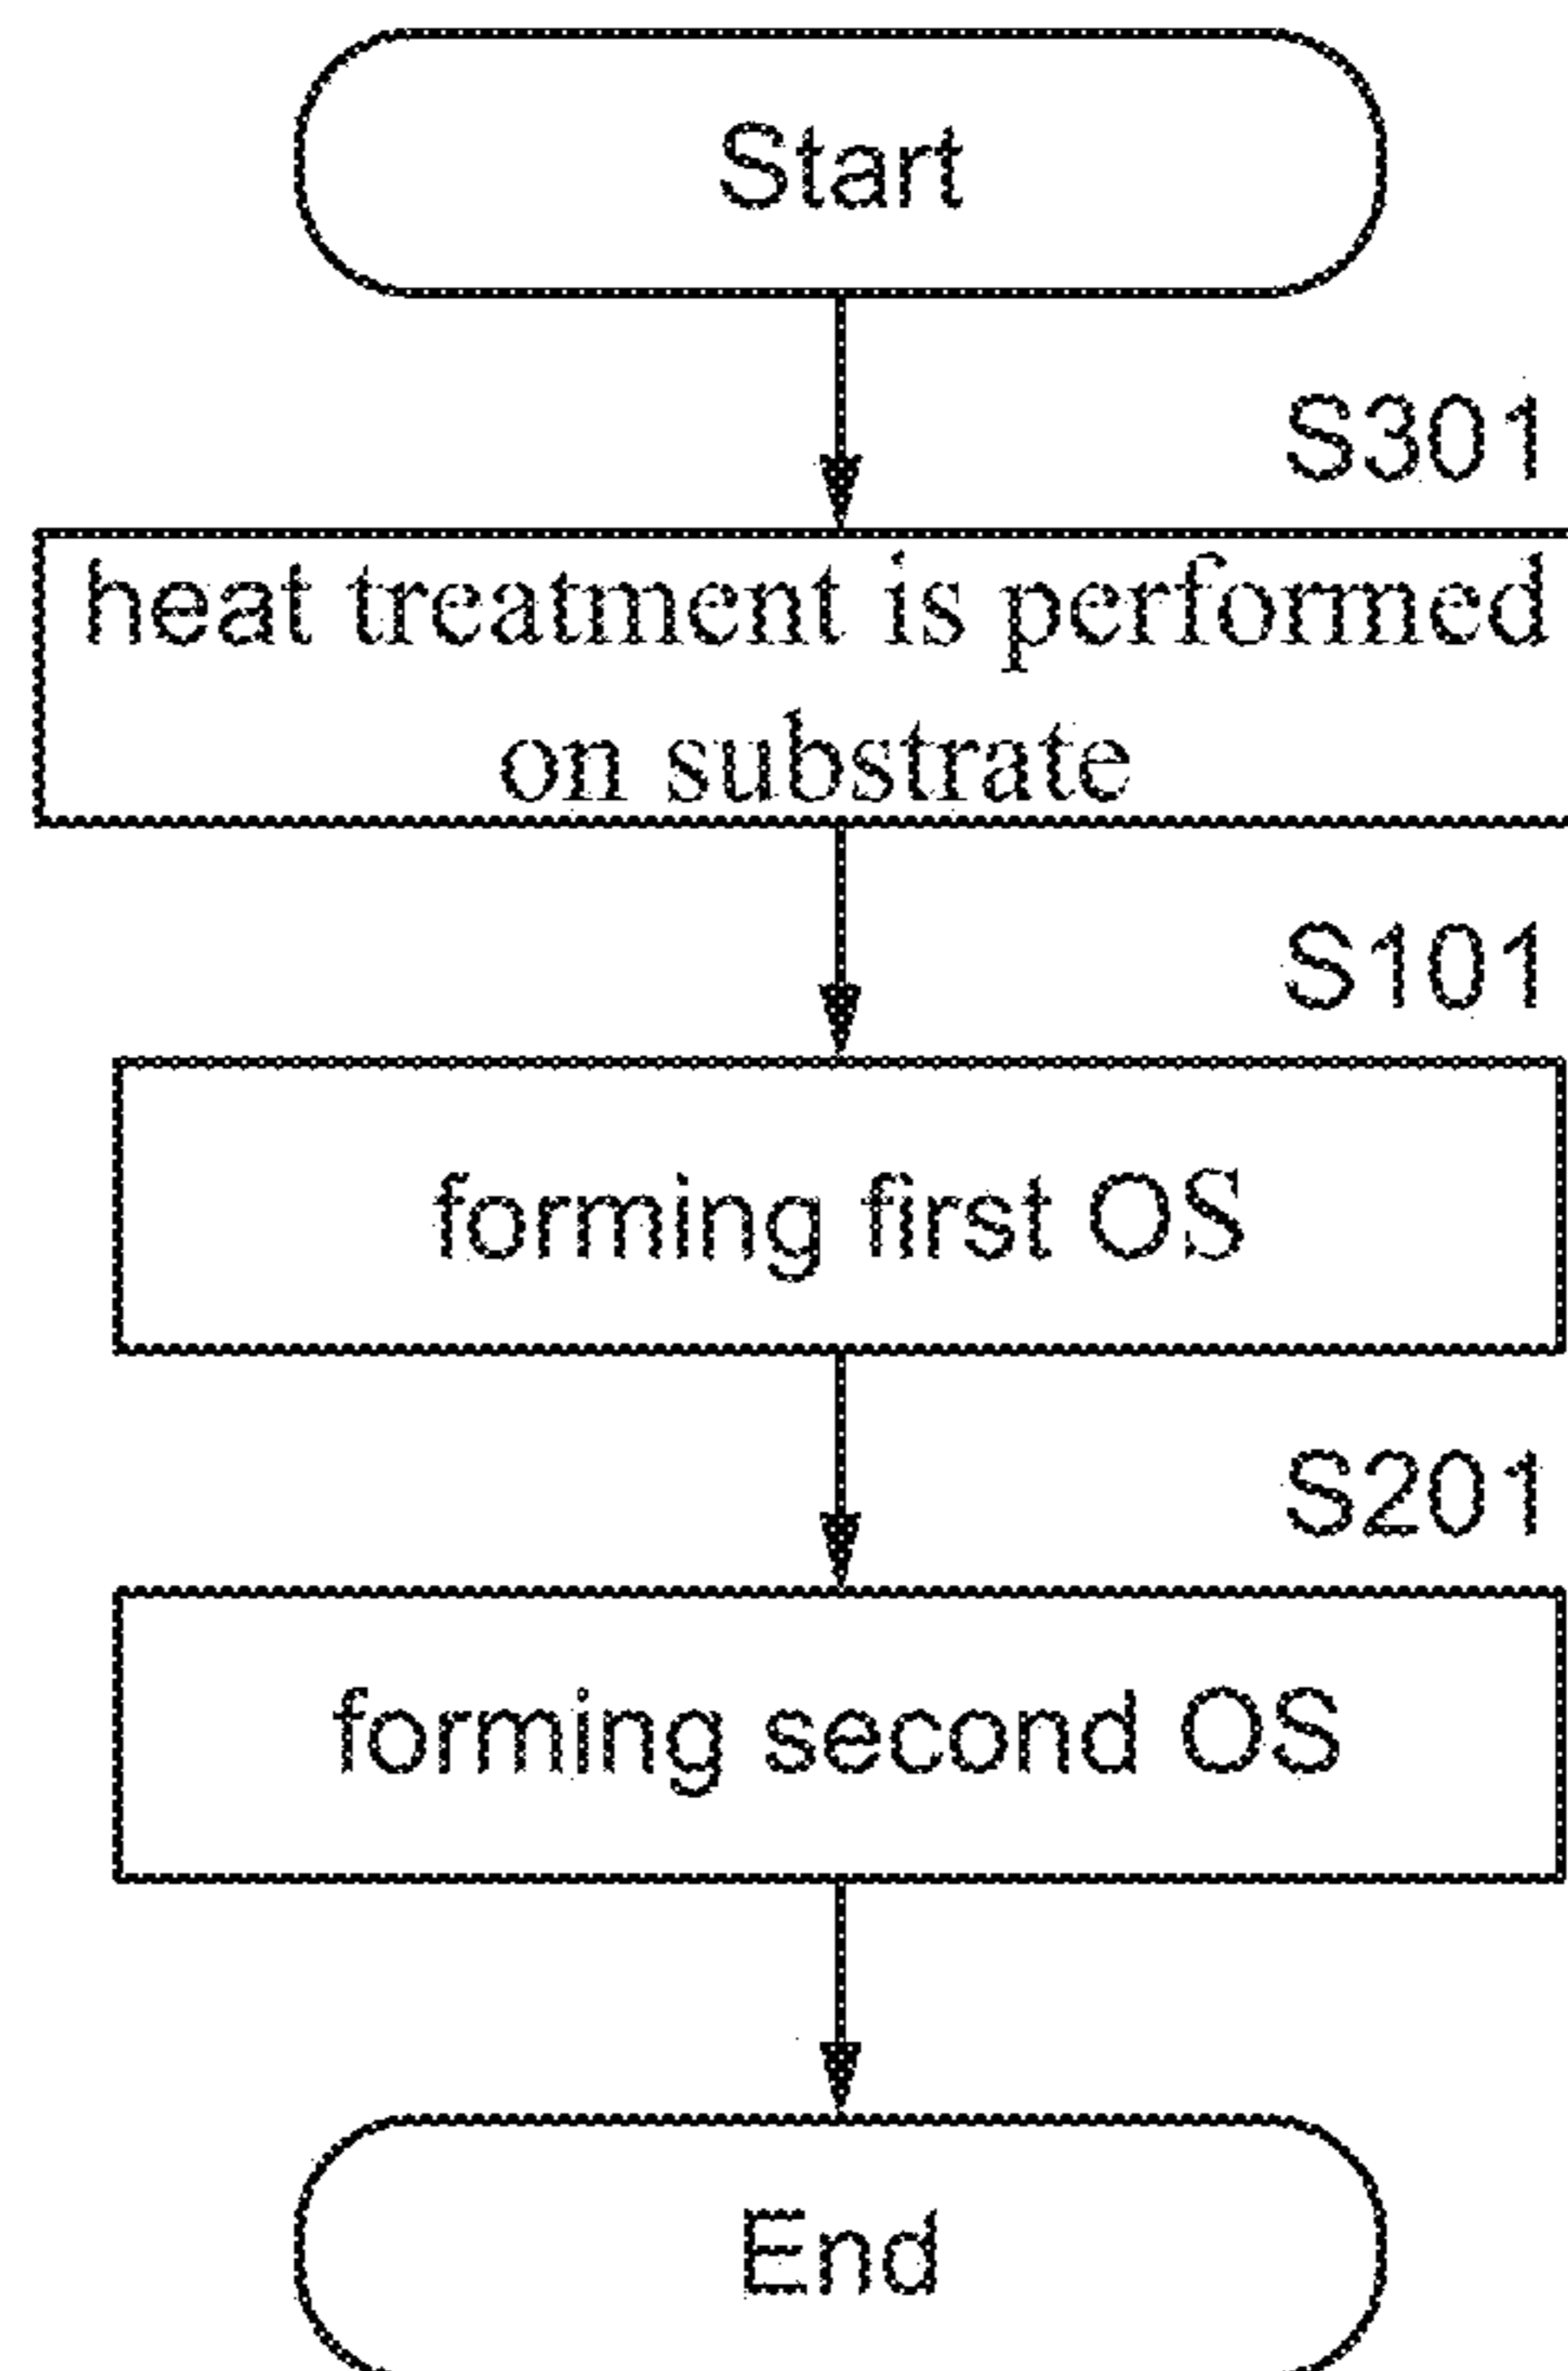 Start
S301
heat treatment is performed
on substrate
S101
forming first OS
S201
forming second OS
End